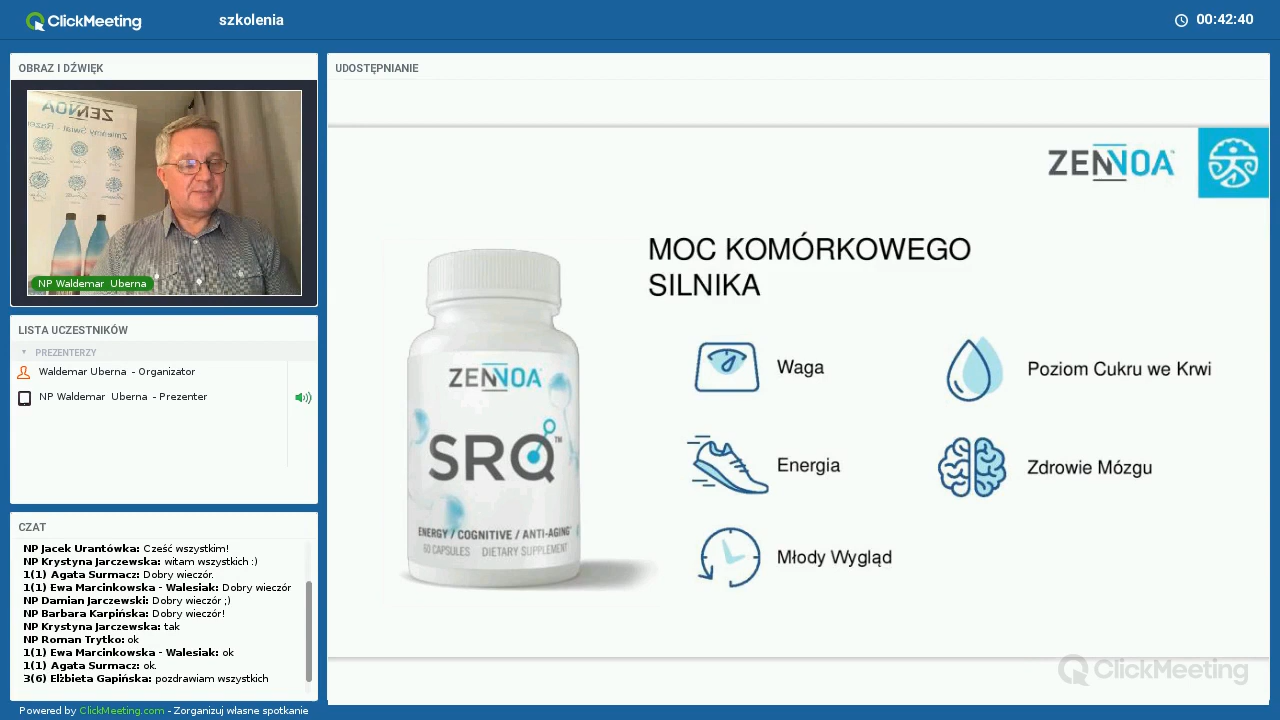 ClickMeeting
szkolenia
00:42:40
OBRAZ I DŹWIĘK
ZENNOA
NP Waldemar Uberna
LISTA UCZESTNIKÓW
PREZENTERZY
Waldemar Uberna - Organizator
NP Waldemar Uberna - Prezenter
CZAT
NP Jacek Urantówka: Cześć wszystkim!
NP Krystyna Jarczewska: witam wszystkich :)
1(1) Agata Surmacz: Dobry wieczór.
1(1) Ewa Marcinkowska - Walesiak: Dobry wieczór
NP Damian Jarczewski: Dobry wieczór ;)
NP Barbara Karpińska: Dobry wieczór!
NP Krystyna Jarczewska: tak
NP Roman Trytko: ok
1(1) Ewa Marcinkowska - Walesiak: ok
1(1) Agata Surmacz: ok.
3(6) Elżbieta Gapińska: pozdrawiam wszystkich
Powered by ClickMeeting.com - Zorganizuj własne spotkanie
UDOSTĘPNIANIE
ZENNOA
MOC KOMÓRKOWEGO
SILNIKA
Waga
Poziom Cukru we Krwi
Energia
Zdrowie Mózgu
Młody Wygląd
ZENNOA
SRQ™
ENERGY / COGNITIVE / ANTI-AGING
60 CAPSULES DIETARY SUPPLEMENT
ClickMeeting